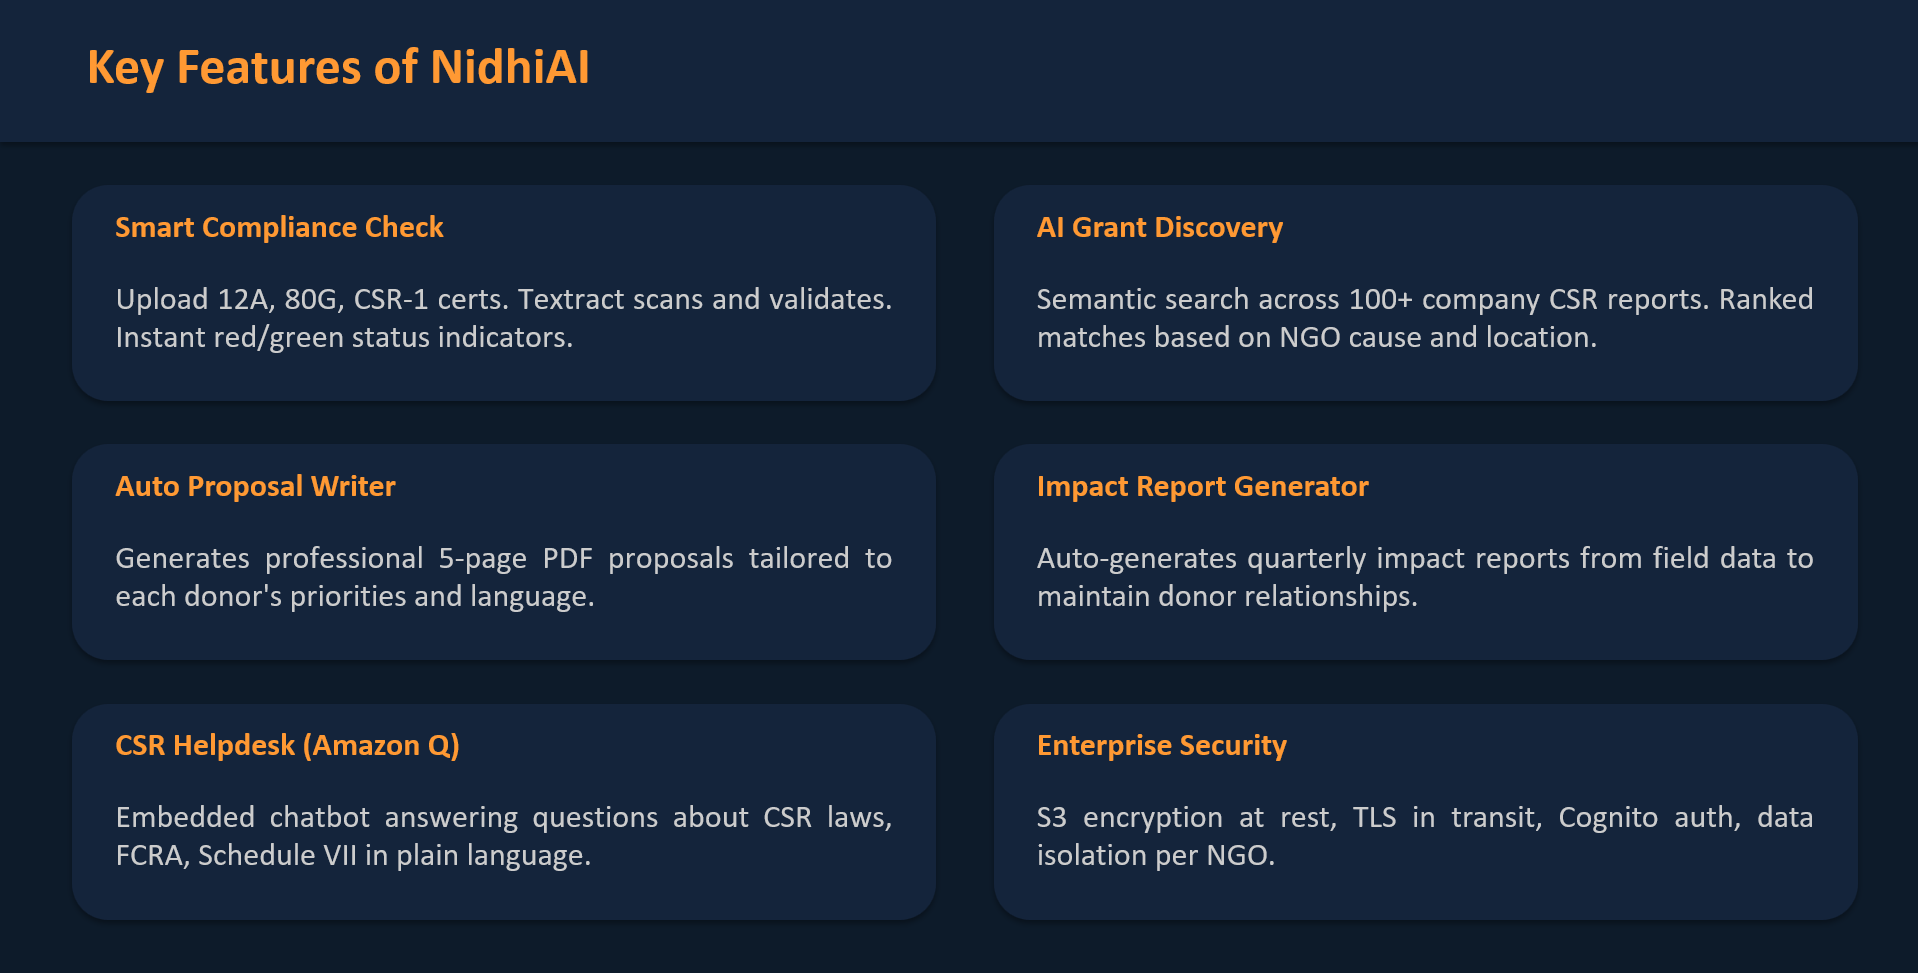 Key Features of NidhiAI
Smart Compliance Check
Upload 12A, 80G, CSR-1 certs. Textract scans and validates.
Instant red/green status indicators.
AI Grant Discovery
Semantic search across 100+ company CSR reports. Ranked
matches based on NGO cause and location.
Auto Proposal Writer
Generates professional 5-page PDF proposals tailored to
each donor's priorities and language.
Impact Report Generator
Auto-generates quarterly impact reports from field data to
maintain donor relationships.
CSR Helpdesk (Amazon Q)
Embedded chatbot answering questions about CSR laws,
FCRA, Schedule VII in plain language.
Enterprise Security
S3 encryption at rest, TLS in transit, Cognito auth, data
isolation per NGO.